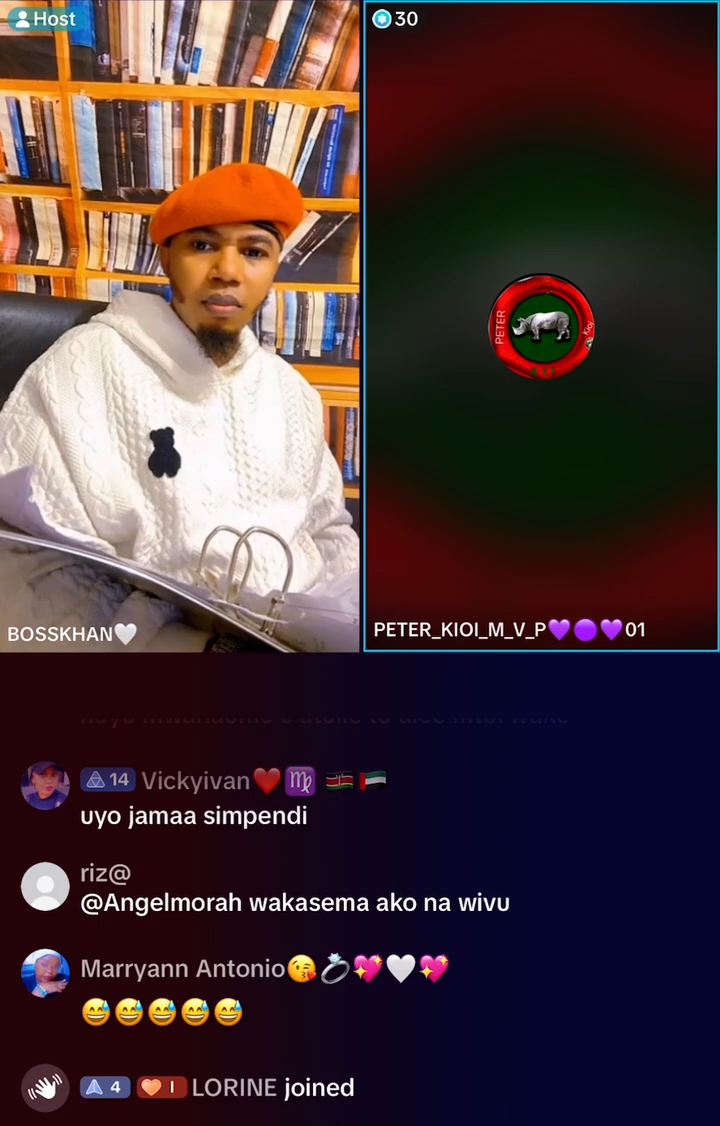 Host
30
PETER
Kioi
BOSSKHAN🤍
PETER_KIOI_M_V_P💜🟣💜01
14 Vickyivan❤️♍ 🇰🇪🇦🇪
uyo jamaa simpendi
riz@
@Angelmorah wakasema ako na wivu
Marryann Antonio😘💍💖🤍💖
😅😅😅😅😅
4 I LORINE joined